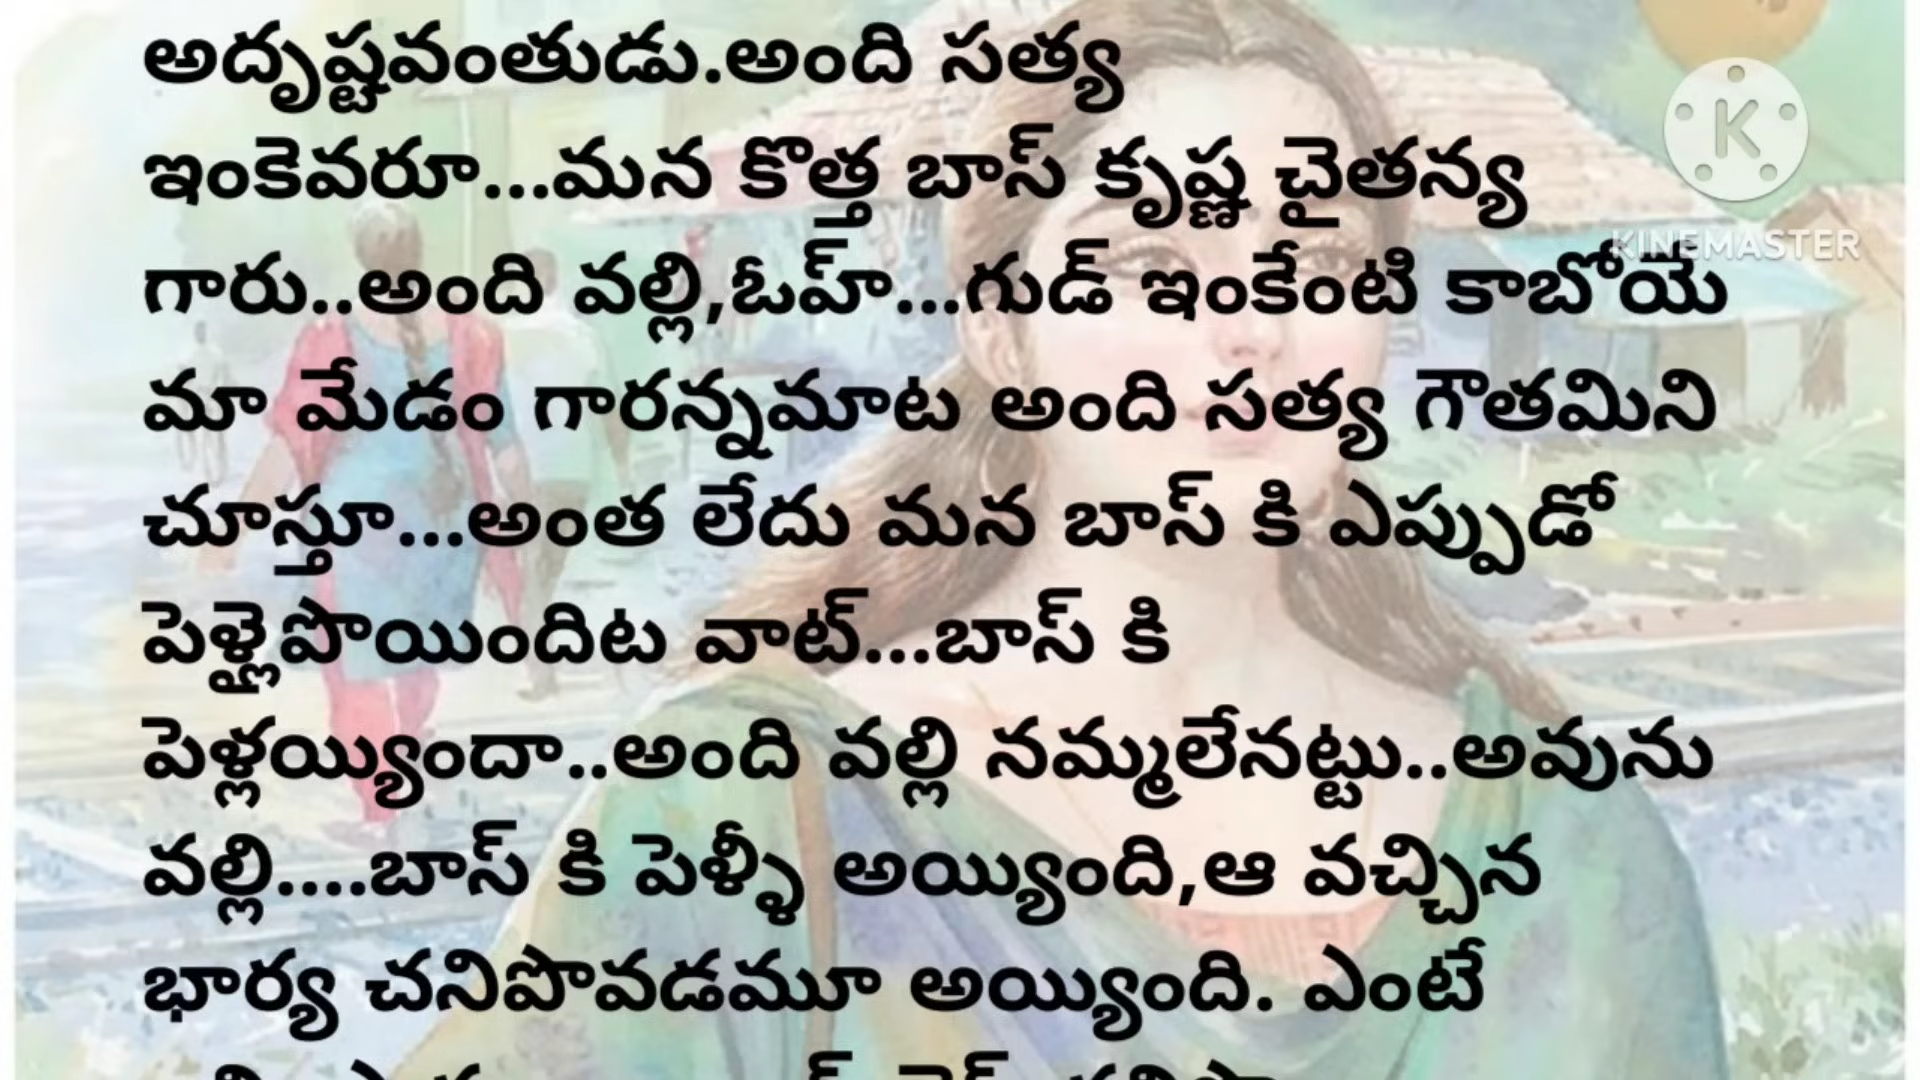 అదృష్టవంతుడు.అంది సత్య
ఇంకెవరూ...మన కొత్త బాస్ కృష్ణ చైతన్య
గారు..అంది వల్లి,ఓహ్...గుడ్ ఇంకేంటి కాబోయే
మా మేడం గారన్నమాట అంది సత్య గౌతమిని
చూస్తూ...అంత లేదు మన బాస్ కి ఎప్పుడో
పెళ్లైపొయిందిట వాట్...బాస్ కి
పెళ్లయ్యిందా..అంది వల్లి నమ్మలేనట్టు..అవును
వల్లి....బాస్ కి పెళ్ళీ అయ్యింది,ఆ వచ్చిన
భార్య చనిపొవడమూ అయ్యింది. ఎంటే
K
KINEMASTER